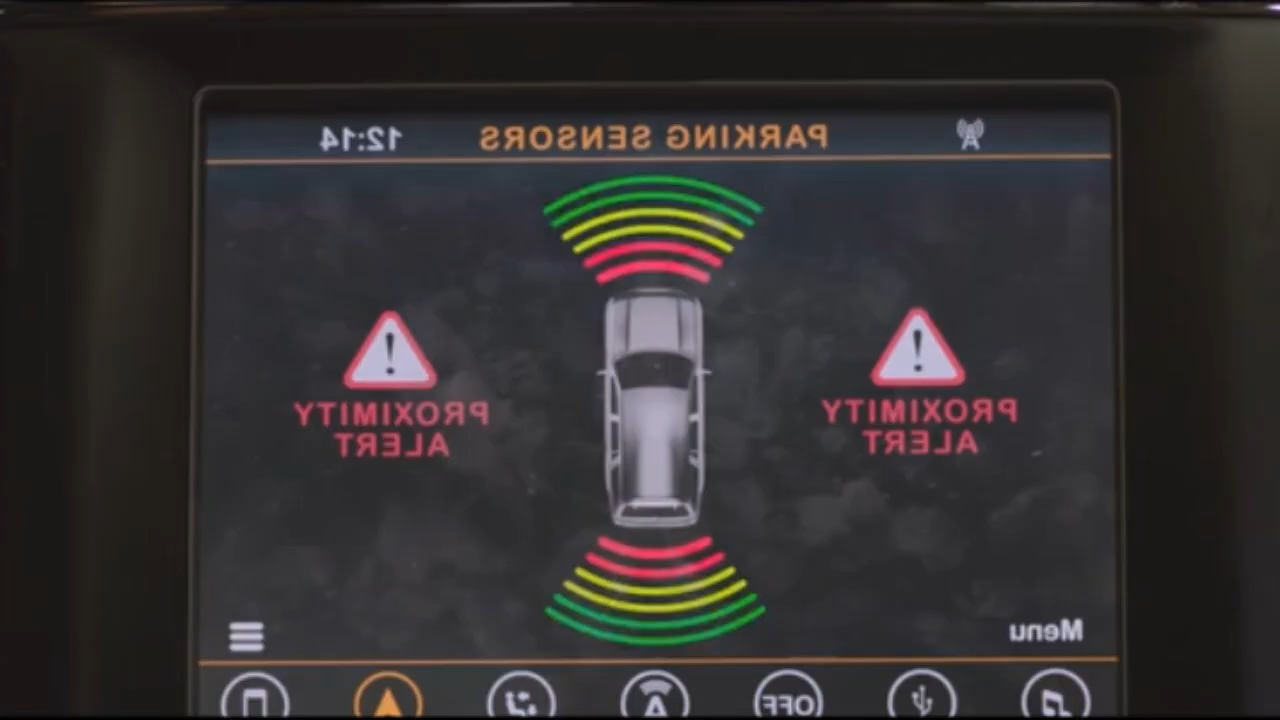 12:14 PARKING SENSORS
PROXIMITY
ALERT
PROXIMITY
ALERT
Menu
OFF